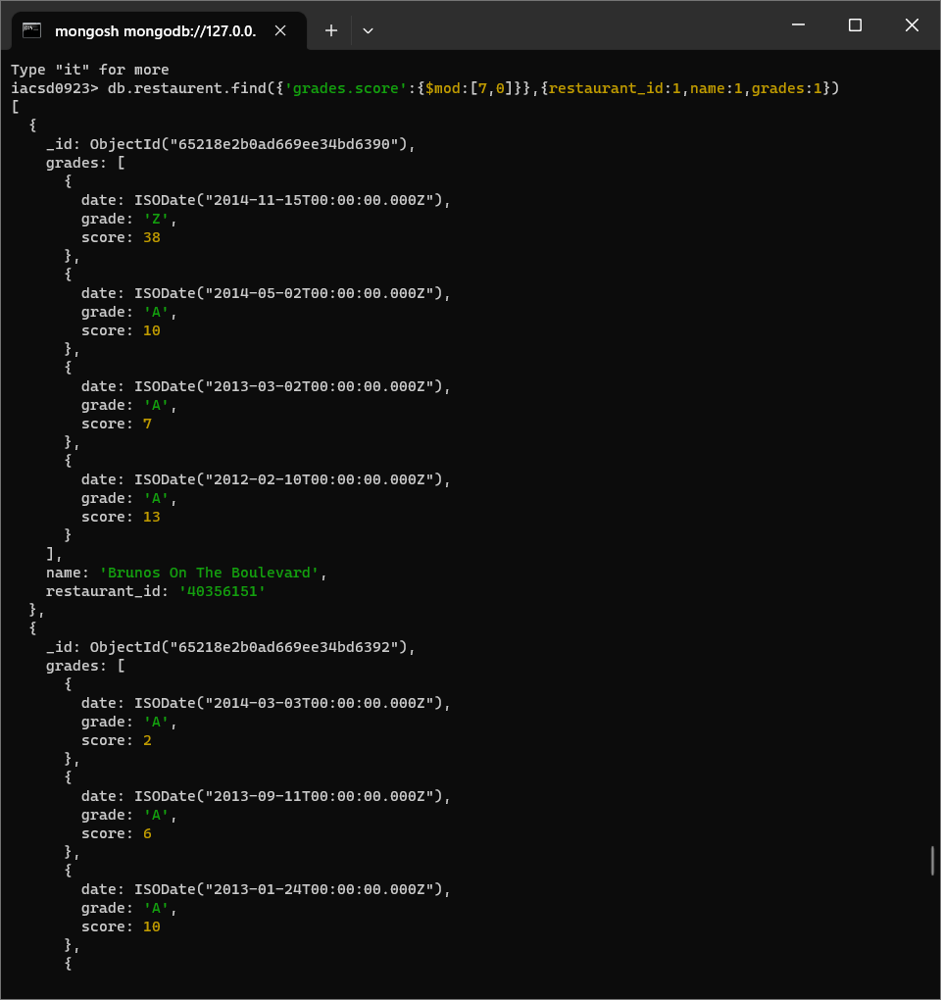 mongosh mongodb://127.0.0.
Type "it" for more
iacsd0923> db.restaurent.find({'grades.score':{$mod:[7,0]}},{restaurant_id:1,name:1,grades:1})
[
  {
    _id: ObjectId("65218e2b0ad669ee34bd6390"),
    grades: [
      {
        date: ISODate("2014-11-15T00:00:00.000Z"),
        grade: 'Z',
        score: 38
      },
      {
        date: ISODate("2014-05-02T00:00:00.000Z"),
        grade: 'A',
        score: 10
      },
      {
        date: ISODate("2013-03-02T00:00:00.000Z"),
        grade: 'A',
        score: 7
      },
      {
        date: ISODate("2012-02-10T00:00:00.000Z"),
        grade: 'A',
        score: 13
      }
    ],
    name: 'Brunos On The Boulevard',
    restaurant_id: '40356151'
  },
  {
    _id: ObjectId("65218e2b0ad669ee34bd6392"),
    grades: [
      {
        date: ISODate("2014-03-03T00:00:00.000Z"),
        grade: 'A',
        score: 2
      },
      {
        date: ISODate("2013-09-11T00:00:00.000Z"),
        grade: 'A',
        score: 6
      },
      {
        date: ISODate("2013-01-24T00:00:00.000Z"),
        grade: 'A',
        score: 10
      },
      {